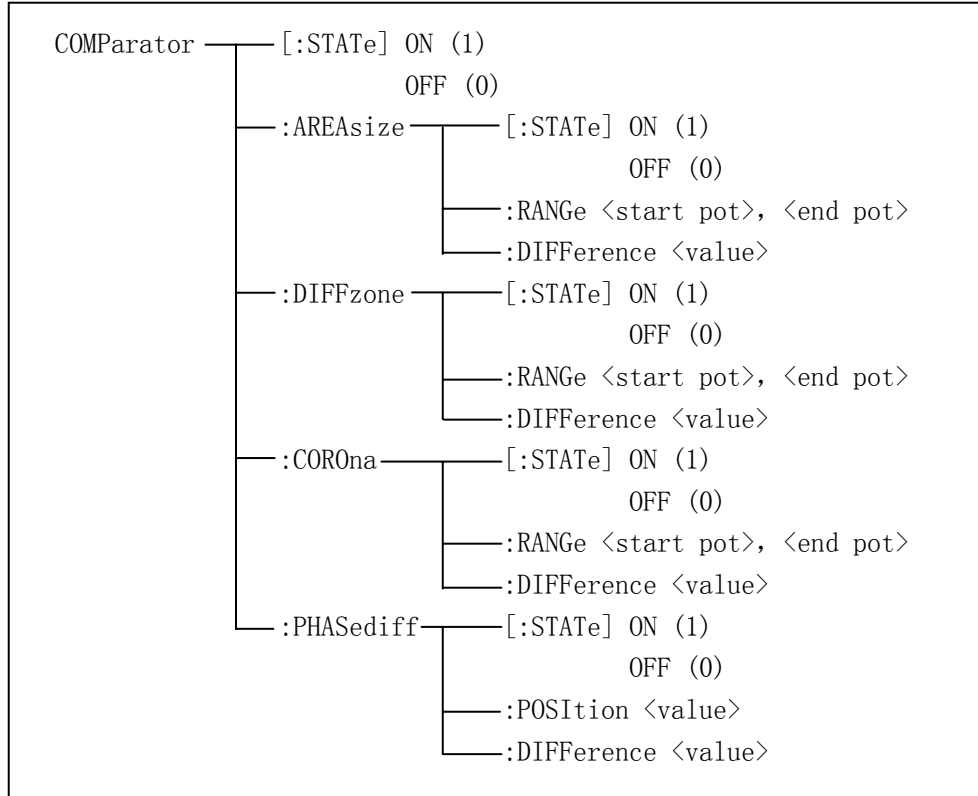 COMParator [:STATe] ON (1)
OFF (0)
:AREAsize [:STATe] ON (1)
OFF (0)
:RANGe <start pot>, <end pot>
:DIFFerence <value>
:DIFFzone [:STATe] ON (1)
OFF (0)
:RANGe <start pot>, <end pot>
:DIFFerence <value>
:COROna [:STATe] ON (1)
OFF (0)
:RANGe <start pot>, <end pot>
:DIFFerence <value>
:PHASediff [:STATe] ON (1)
OFF (0)
:POSItion <value>
:DIFFerence <value>